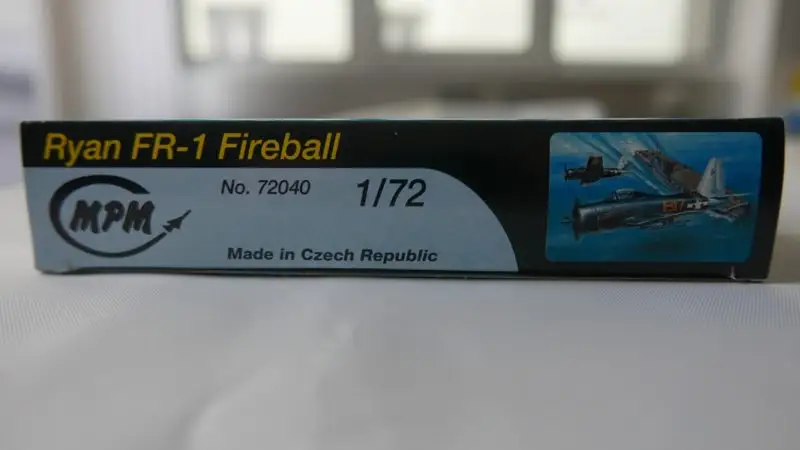 Ryan FR-1 Fireball
MPM
No. 72040
1/72
Made in Czech Republic